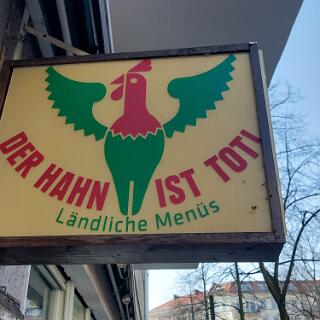 DER HAHN IST TOT!
Ländliche Menüs